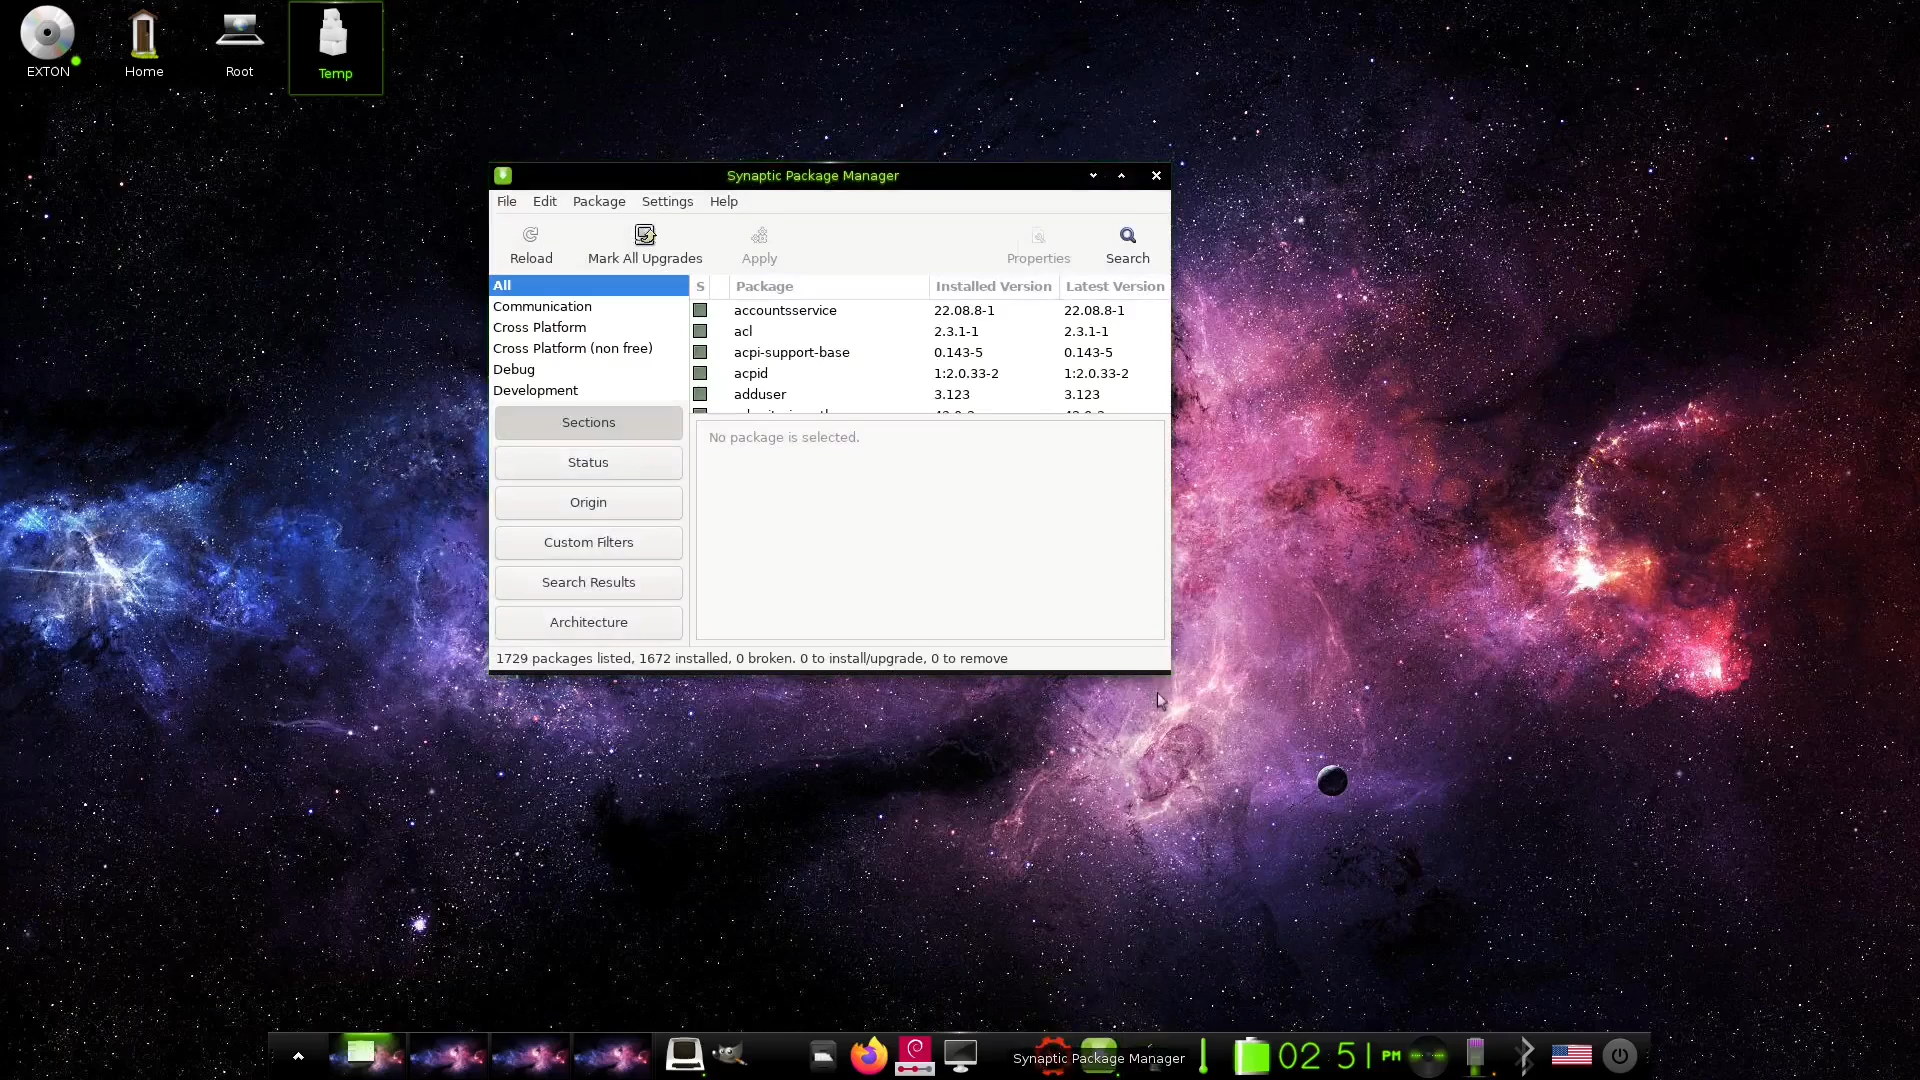 EXTON
Home
Root
Temp
Synaptic Package Manager
File Edit Package Settings Help
Reload Mark All Upgrades Apply Properties Search
All
Communication
Cross Platform
Cross Platform (non free)
Debug
Development
Sections
Status
Origin
Custom Filters
Search Results
Architecture
S Package Installed Version Latest Version
accountsservice 22.08.8-1 22.08.8-1
acl 2.3.1-1 2.3.1-1
acpi-support-base 0.143-5 0.143-5
acpid 1:2.0.33-2 1:2.0.33-2
adduser 3.123 3.123
No package is selected.
1729 packages listed, 1672 installed, 0 broken. 0 to install/upgrade, 0 to remove
Synaptic Package Manager
02 51 PM